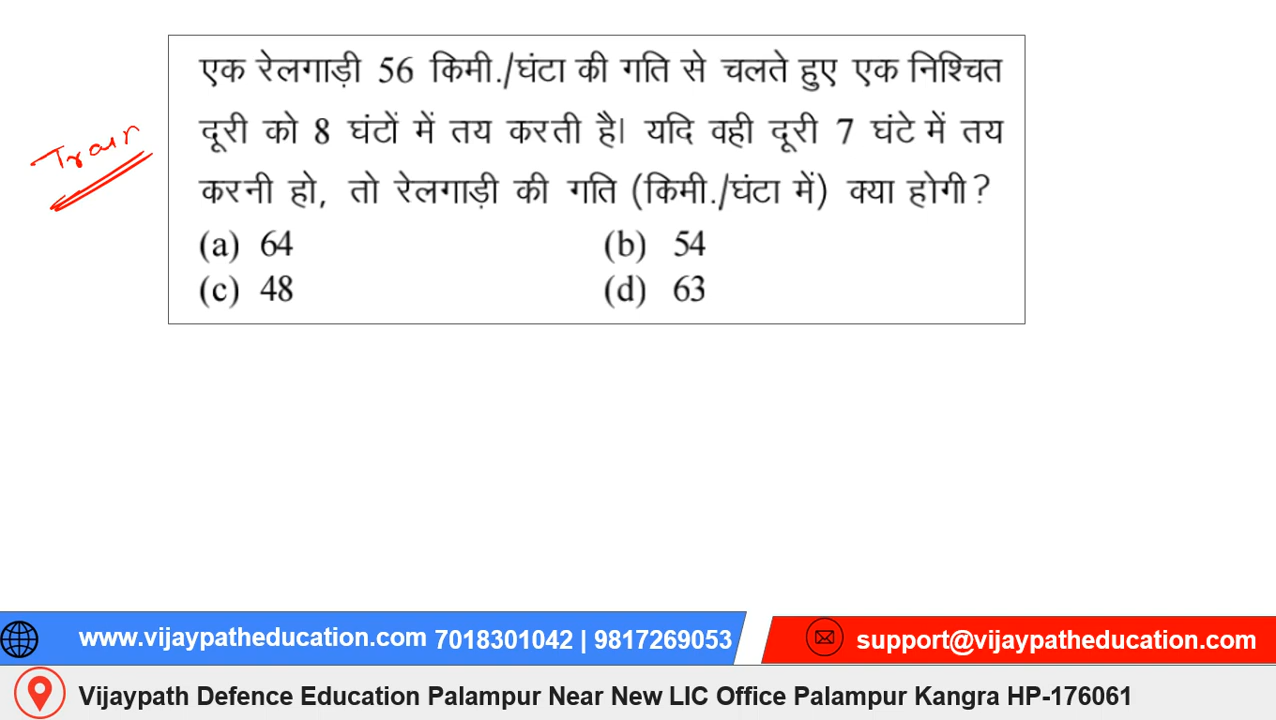 एक रेलगाड़ी 56 किमी./घंटा की गति से चलते हुए एक निश्चित
दूरी को 8 घंटों में तय करती है। यदि वही दूरी 7 घंटे में तय
करनी हो, तो रेलगाड़ी की गति (किमी./घंटा में) क्या होगी?
(a) 64 (b) 54
(c) 48 (d) 63
www.vijaypatheducation.com 7018301042 | 9817269053
support@vijaypatheducation.com
Vijaypath Defence Education Palampur Near New LIC Office Palampur Kangra HP-176061